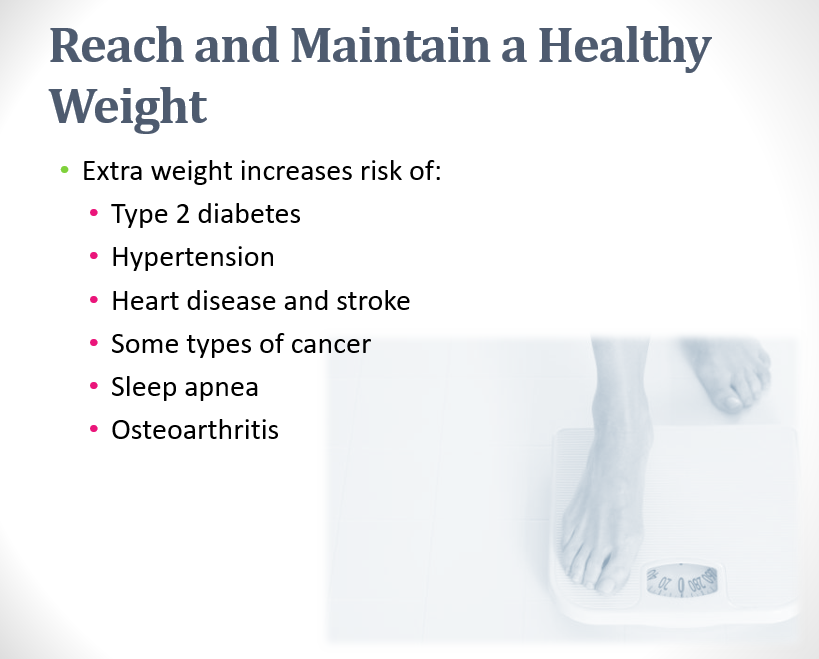 Reach and Maintain a Healthy
Weight
• Extra weight increases risk of:
• Type 2 diabetes
• Hypertension
• Heart disease and stroke
• Some types of cancer
• Sleep apnea
• Osteoarthritis